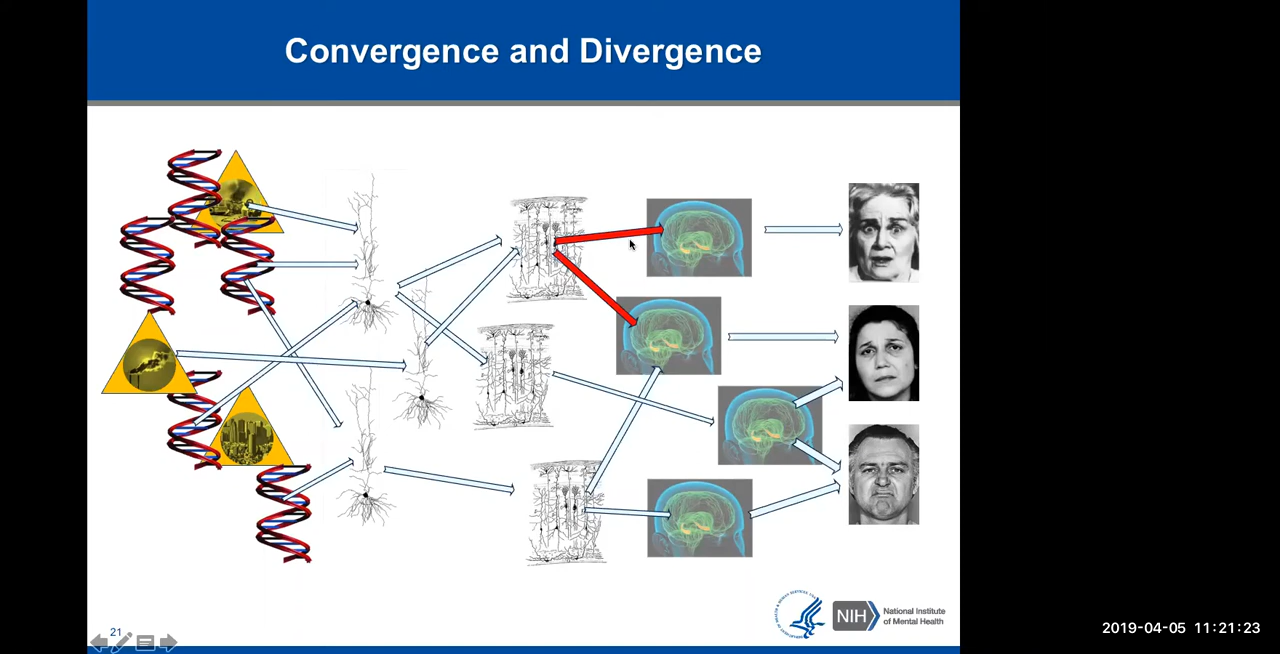 Convergence and Divergence
NIH
National Institute
of Mental Health
21
2019-04-05 11:21:23